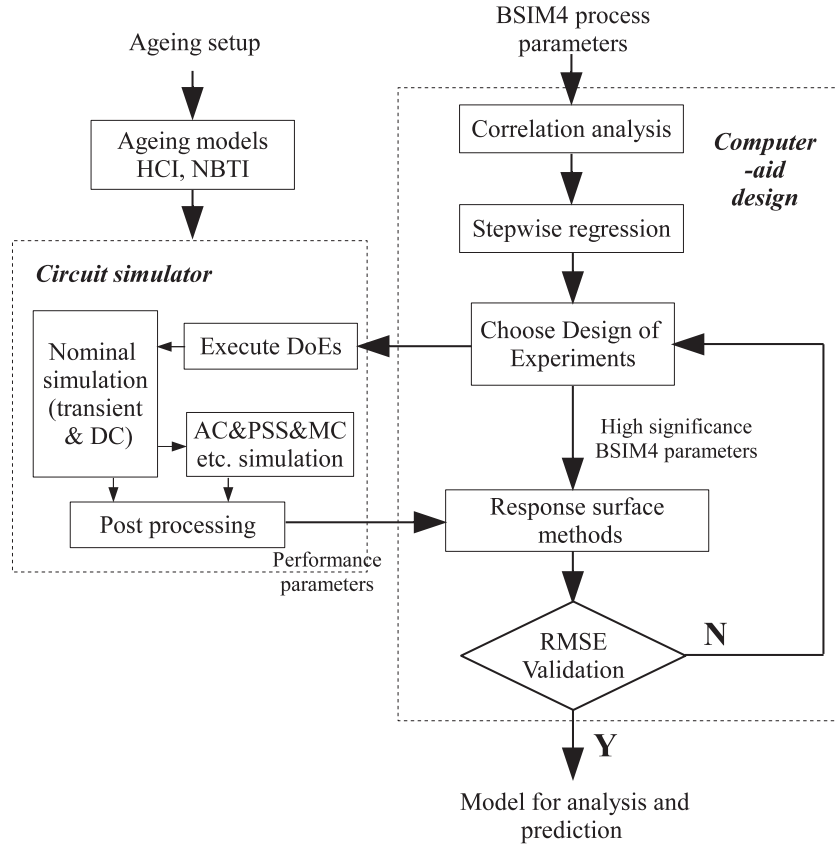 Ageing setup
BSIM4 process
parameters
Ageing models
HCI, NBTI
Correlation analysis
Computer
-aid
design
Stepwise regression
Circuit simulator
Choose Design of
Experiments
Execute DoEs
Nominal
simulation
(transient
& DC)
AC&PSS&MC
etc. simulation
High significance
BSIM4 parameters
Post processing
Response surface
methods
Performance
parameters
RMSE
Validation
N
Y
Model for analysis and
prediction